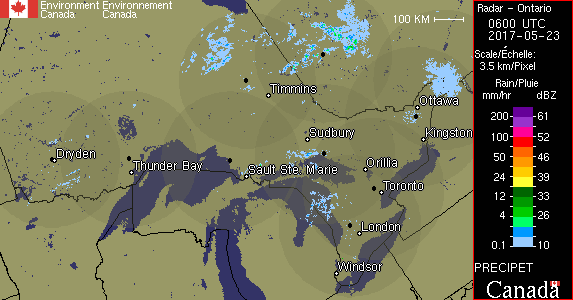 Environment Environnement
Canada Canada
100 KM
Radar - Ontario
0600 UTC
2017-05-23
Scale/Échelle:
3.5 km/Pixel
Rain/Pluie
mm/hr dBZ
200 61
100 52
50 46
24 39
12 33
4 26
0.1 10
Timmins
Ottawa
Sudbury
Kingston
Dryden
Thunder Bay
Sault Ste. Marie
Orillia
Toronto
London
Windsor
PRECIPET
Canada